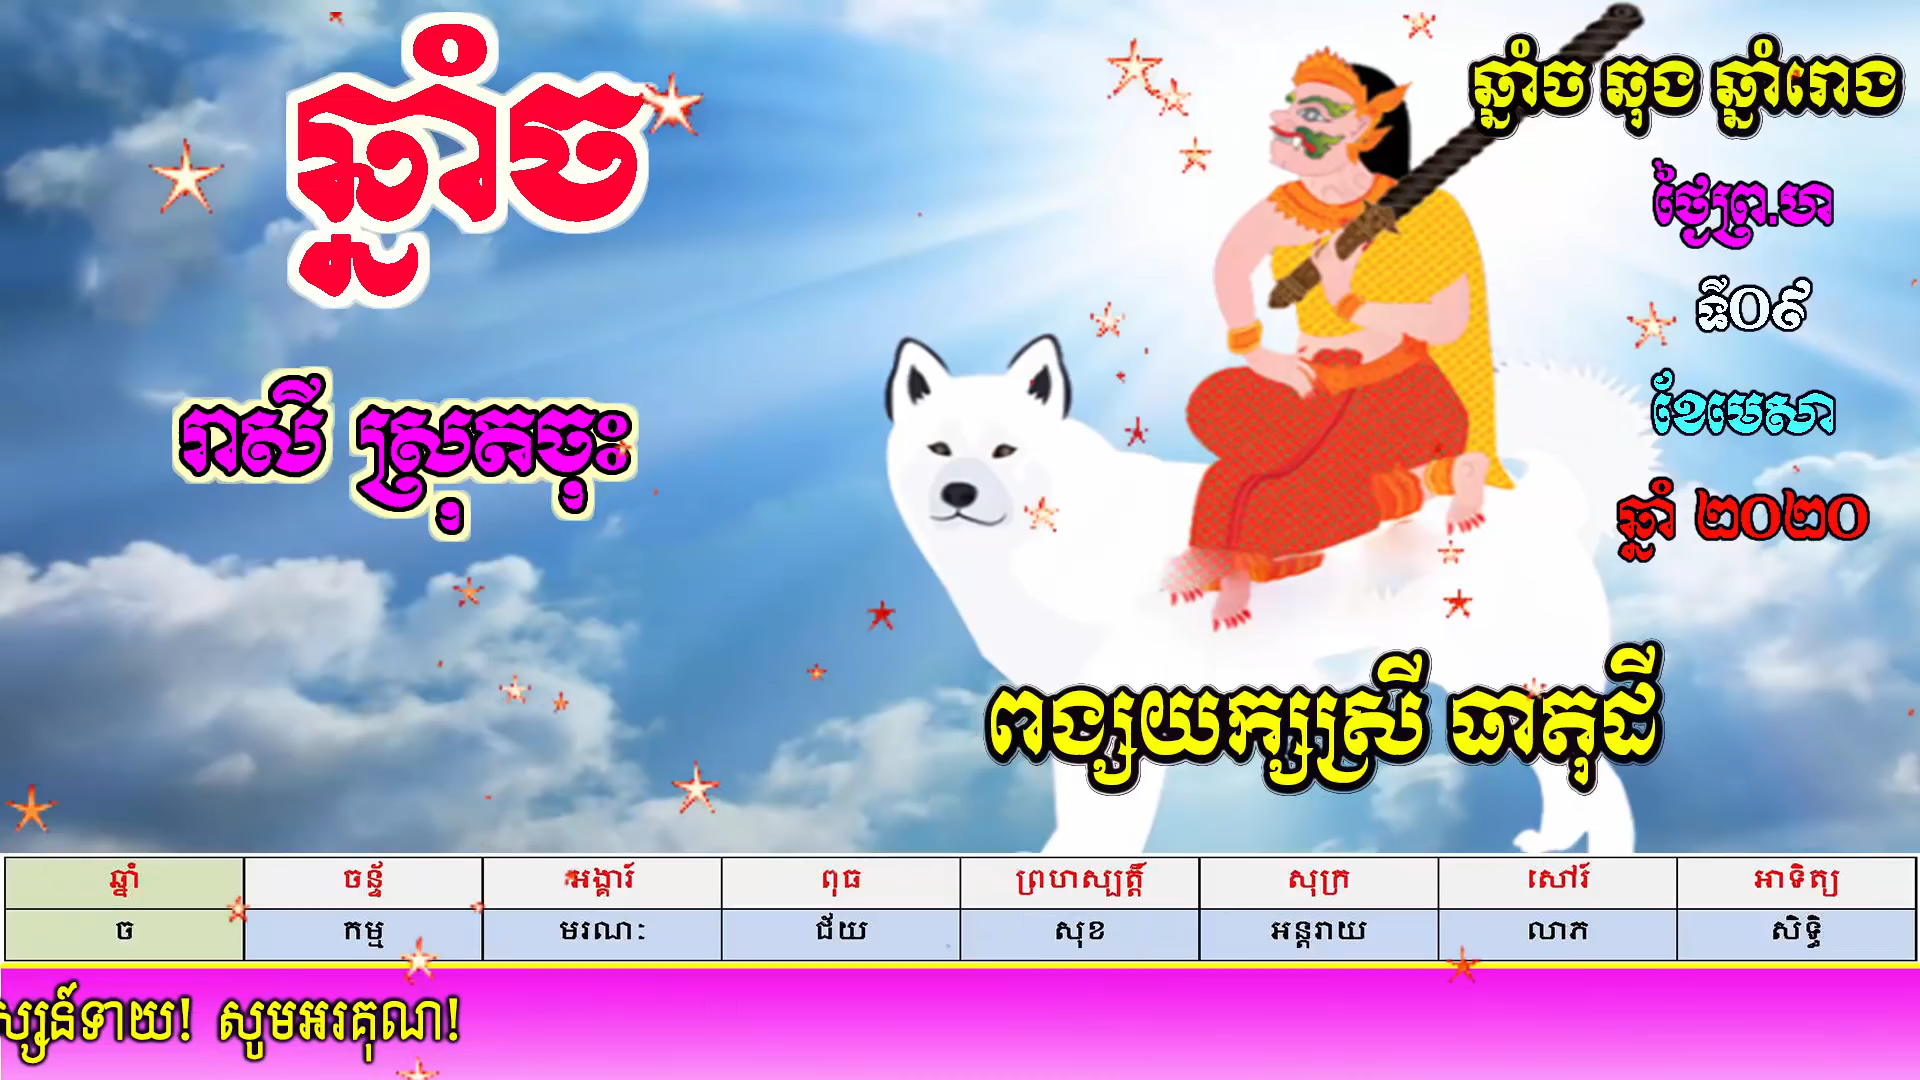 ឆ្នាំច
រាសី ស្រុតចុះ
ឆ្នាំច ឆុង ឆ្នាំរោង
ថ្ងៃព្រ.ហ
ទី០៩
ខែមេសា
ឆ្នាំ ២០២០
ពង្សយក្សស្រី ធាតុដី
ឆ្នាំ ចន្ទ័ អង្គារ៍ ពុធ ព្រហស្បត្តិ៍ សុក្រ សៅរ៍ អាទិត្យ
ច កម្ម មរណៈ ជ័យ សុខ អន្តរាយ លាភ សិទ្ធិ
ស្សន៍ទាយ! សូមអរគុណ!